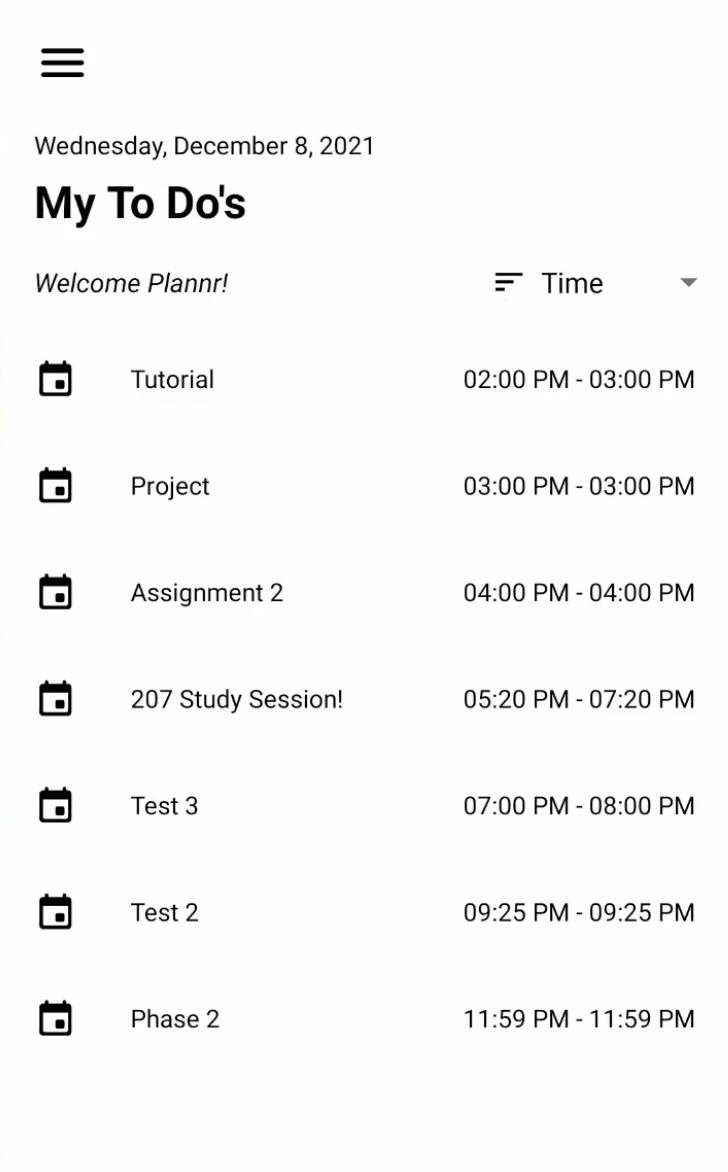 Wednesday, December 8, 2021
My To Do's
Welcome Plannr! Time
Tutorial 02:00 PM - 03:00 PM
Project 03:00 PM - 03:00 PM
Assignment 2 04:00 PM - 04:00 PM
207 Study Session! 05:20 PM - 07:20 PM
Test 3 07:00 PM - 08:00 PM
Test 2 09:25 PM - 09:25 PM
Phase 2 11:59 PM - 11:59 PM